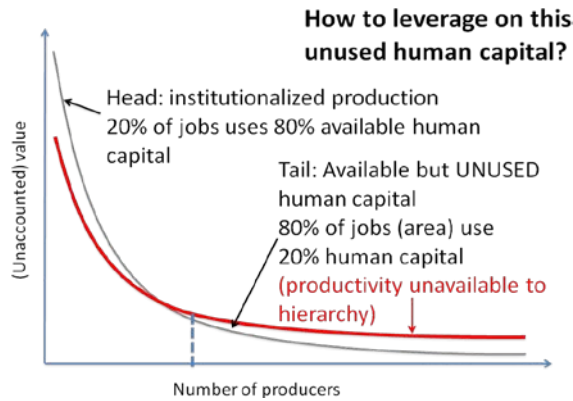 How to leverage on this
unused human capital?
Head: institutionalized production
20% of jobs uses 80% available human
capital
Tail: Available but UNUSED
human capital
80% of jobs (area) use
20% human capital
(productivity unavailable to
hierarchy)
(Unaccounted) value
Number of producers